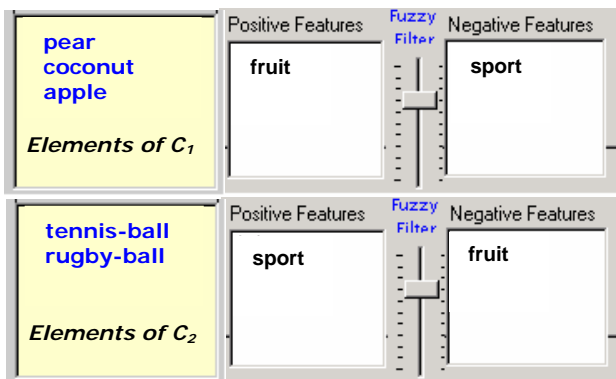 pear
coconut
apple
Elements of C1
Positive Features
fruit
Fuzzy
Filter
Negative Features
sport
tennis-ball
rugby-ball
Elements of C2
Positive Features
sport
Fuzzy
Filter
Negative Features
fruit